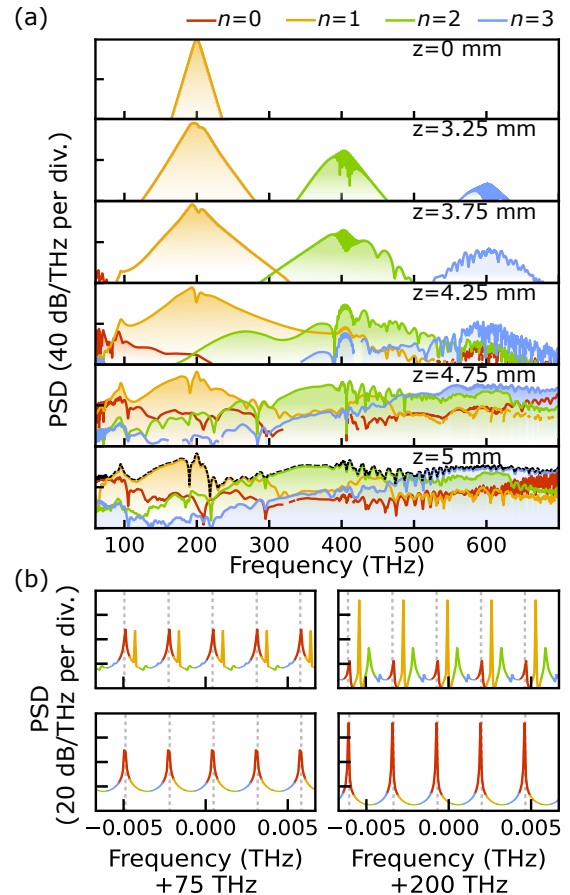 (a)
n=0 n=1 n=2 n=3
z=0 mm
z=3.25 mm
z=3.75 mm
z=4.25 mm
z=4.75 mm
z=5 mm
PSD (40 dB/THz per div.)
100 200 300 400 500 600
Frequency (THz)
(b)
PSD
(20 dB/THz per div.)
−0.005 0.000 0.005 −0.005 0.000 0.005
Frequency (THz) Frequency (THz)
+75 THz +200 THz